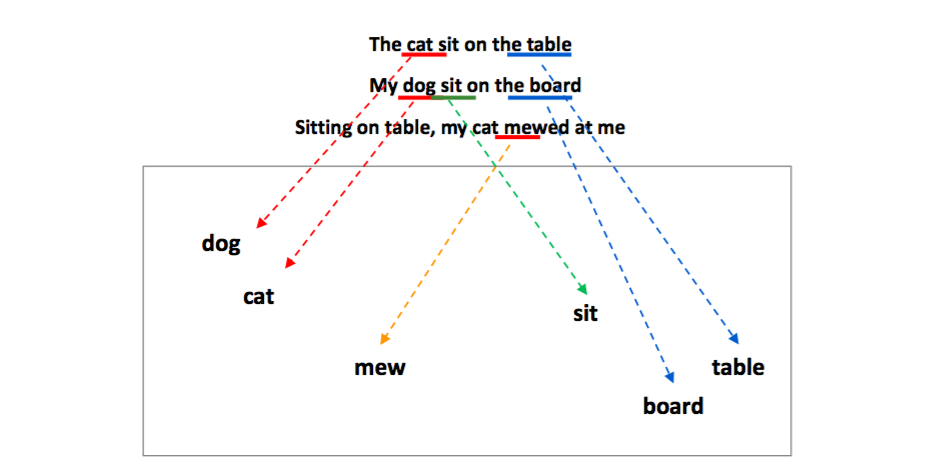 The cat sit on the table
My dog sit on the board
Sitting on table, my cat mewed at me
dog
cat
sit
mew
table
board